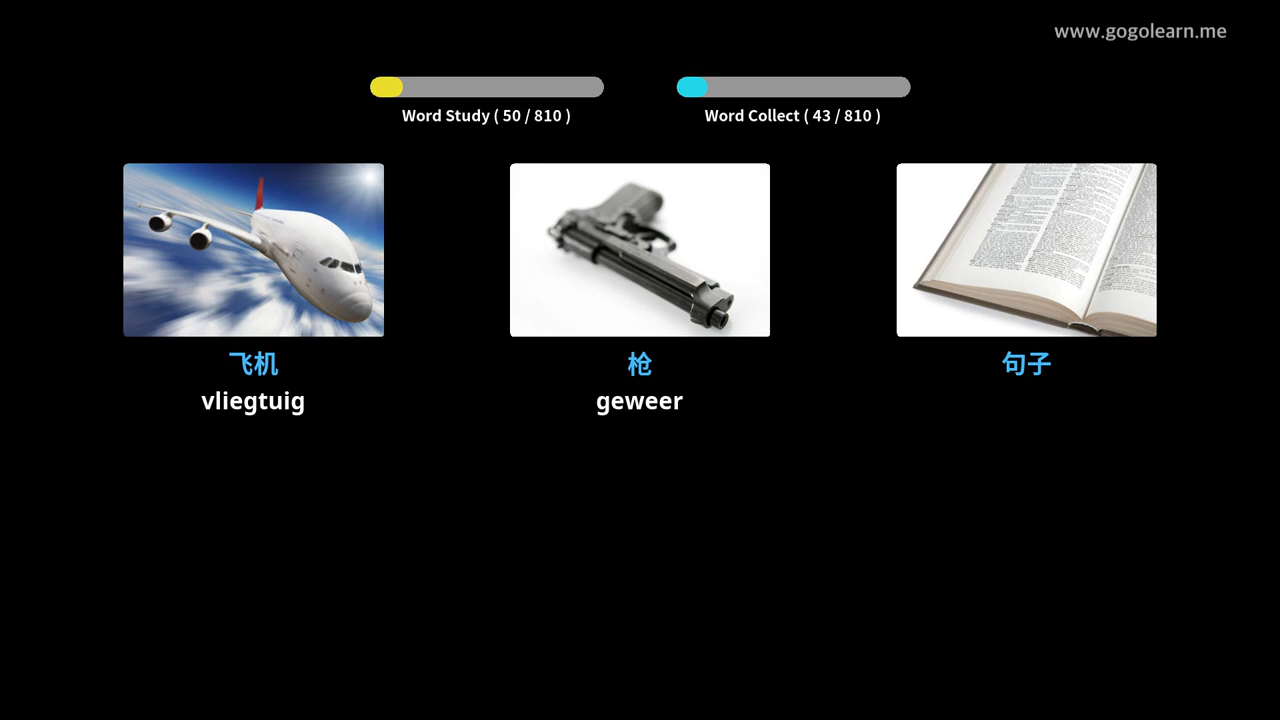 www.gogolearn.me
Word Study ( 50 / 810 )
Word Collect ( 43 / 810 )
飞机
枪
句子
vliegtuig
geweer